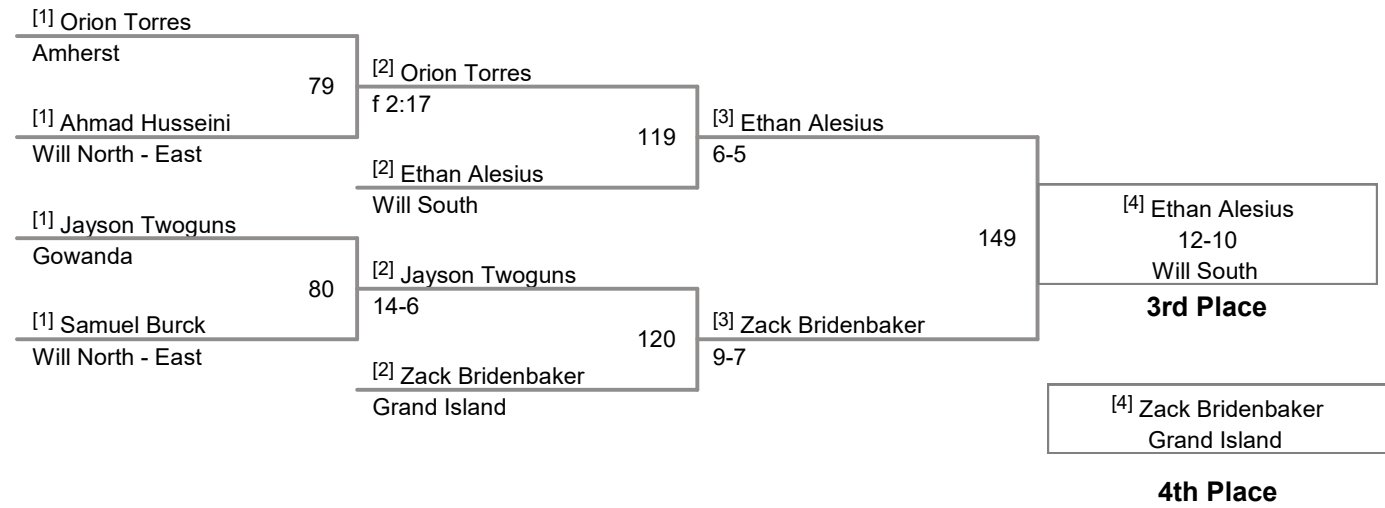 [1] Orion Torres
Amherst
79
[1] Ahmad Husseini
Will North - East
[1] Jayson Twoguns
Gowanda
80
[1] Samuel Burck
Will North - East
[2] Orion Torres
f 2:17
119
[2] Ethan Alesius
Will South
[2] Jayson Twoguns
14-6
120
[2] Zack Bridenbaker
Grand Island
[3] Ethan Alesius
6-5
149
[3] Zack Bridenbaker
9-7
[4] Ethan Alesius
12-10
Will South
3rd Place
[4] Zack Bridenbaker
Grand Island
4th Place